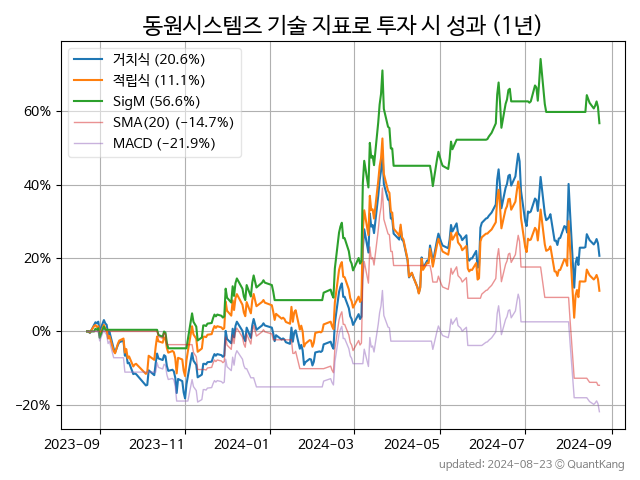 동원시스템즈 기술 지표로 투자 시 성과 (1년)
거치식 (20.6%)
적립식 (11.1%)
SigM (56.6%)
SMA(20) (−14.7%)
MACD (−21.9%)
60%
40%
20%
0%
−20%
2023-09 2023-11 2024-01 2024-03 2024-05 2024-07 2024-09
updated: 2024-08-23 © QuantKang